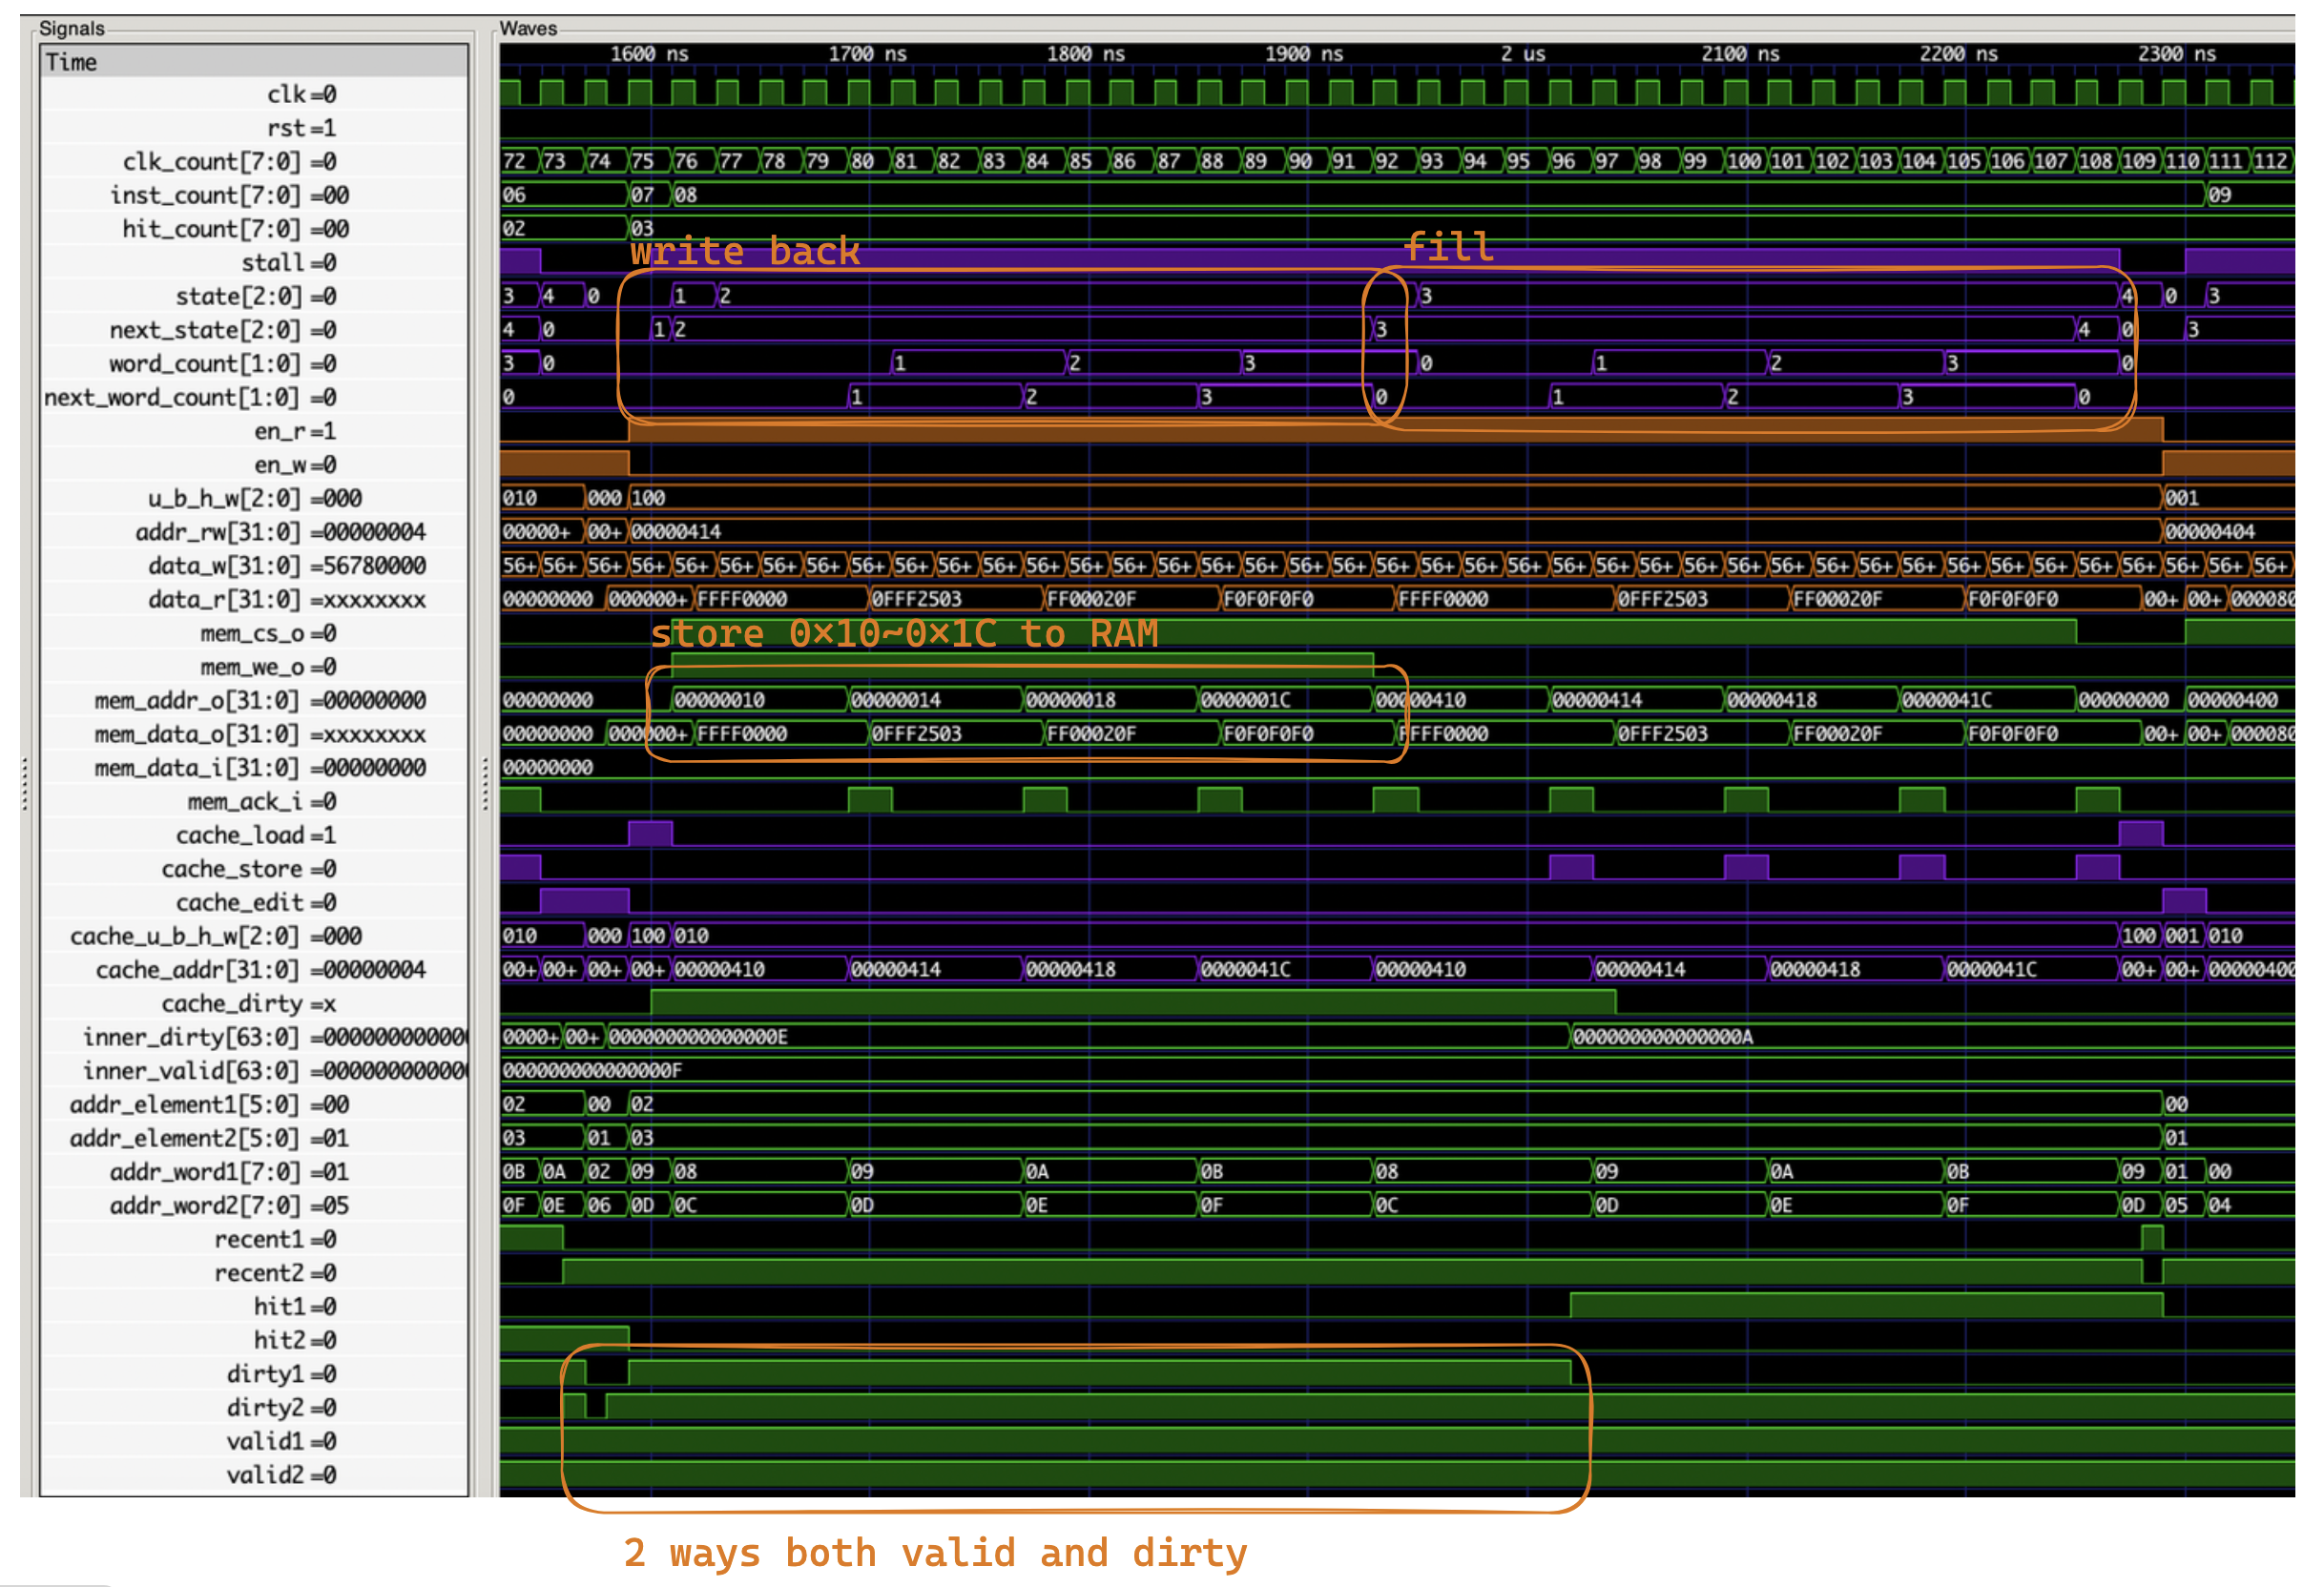 Signals
Waves
Time
1600 ns 1700 ns 1800 ns 1900 ns 2 us 2100 ns 2200 ns 2300 ns
clk=0
rst=1
clk_count[7:0]=0 72 73 74 75 76 77 78 79 80 81 82 83 84 85 86 87 88 89 90 91 92 93 94 95 96 97 98 99 100 101 102 103 104 105 106 107 108 109 110 111 112
inst_count[7:0]=00 06 07 08 09
hit_count[7:0]=00 02 03
write back fill
stall=0
state[2:0]=0 3 4 0 1 2 3 4 0 3
next_state[2:0]=0 4 0 1 2 3 4 0 3
word_count[1:0]=0 3 0 1 2 3 0 1 2 3 0
next_word_count[1:0]=0 0 1 2 3 0 1 2 3 0
en_r=1
en_w=0
u_b_h_w[2:0]=000 010 000 100 001
addr_rw[31:0]=00000004 00000+ 00+ 00000414 00000404
data_w[31:0]=56780000 56+ 56+ 56+ 56+ 56+ 56+ 56+ 56+ 56+ 56+ 56+ 56+ 56+ 56+ 56+ 56+ 56+ 56+ 56+ 56+ 56+ 56+ 56+ 56+ 56+ 56+ 56+ 56+ 56+ 56+ 56+ 56+ 56+ 56+ 56+ 56+ 56+ 56+ 56+ 56+ 56+
data_r[31:0]=xxxxxxxx 00000000 000000+ FFFF0000 0FFF2503 FF00020F F0F0F0F0 FFFF0000 0FFF2503 FF00020F F0F0F0F0 00+ 00+ 000080
mem_cs_o=0
store 0×10~0×1C to RAM
mem_we_o=0
mem_addr_o[31:0]=00000000 00000000 00000010 00000014 00000018 0000001C 00000410 00000414 00000418 0000041C 00000000 00000400
mem_data_o[31:0]=xxxxxxxx 00000000 000000+ FFFF0000 0FFF2503 FF00020F F0F0F0F0 FFFF0000 0FFF2503 FF00020F F0F0F0F0 00+ 00+ 000080
mem_data_i[31:0]=00000000 00000000
mem_ack_i=0
cache_load=1
cache_store=0
cache_edit=0
cache_u_b_h_w[2:0]=000 010 000 100 010 100 001 010
cache_addr[31:0]=00000004 00+ 00+ 00+ 00+ 00000410 00000414 00000418 0000041C 00000410 00000414 00000418 0000041C 00+ 00+ 00000400
cache_dirty=x
inner_dirty[63:0]=000000000000 0000+ 00+ 000000000000000E 000000000000000A
inner_valid[63:0]=000000000000 000000000000000F
addr_element1[5:0]=00 02 00 02 00
addr_element2[5:0]=01 03 01 03 01
addr_word1[7:0]=01 0B 0A 02 09 08 09 0A 0B 08 09 0A 0B 09 01 00
addr_word2[7:0]=05 0F 0E 06 0D 0C 0D 0E 0F 0C 0D 0E 0F 0D 05 04
recent1=0
recent2=0
hit1=0
hit2=0
dirty1=0
dirty2=0
valid1=0
valid2=0
2 ways both valid and dirty